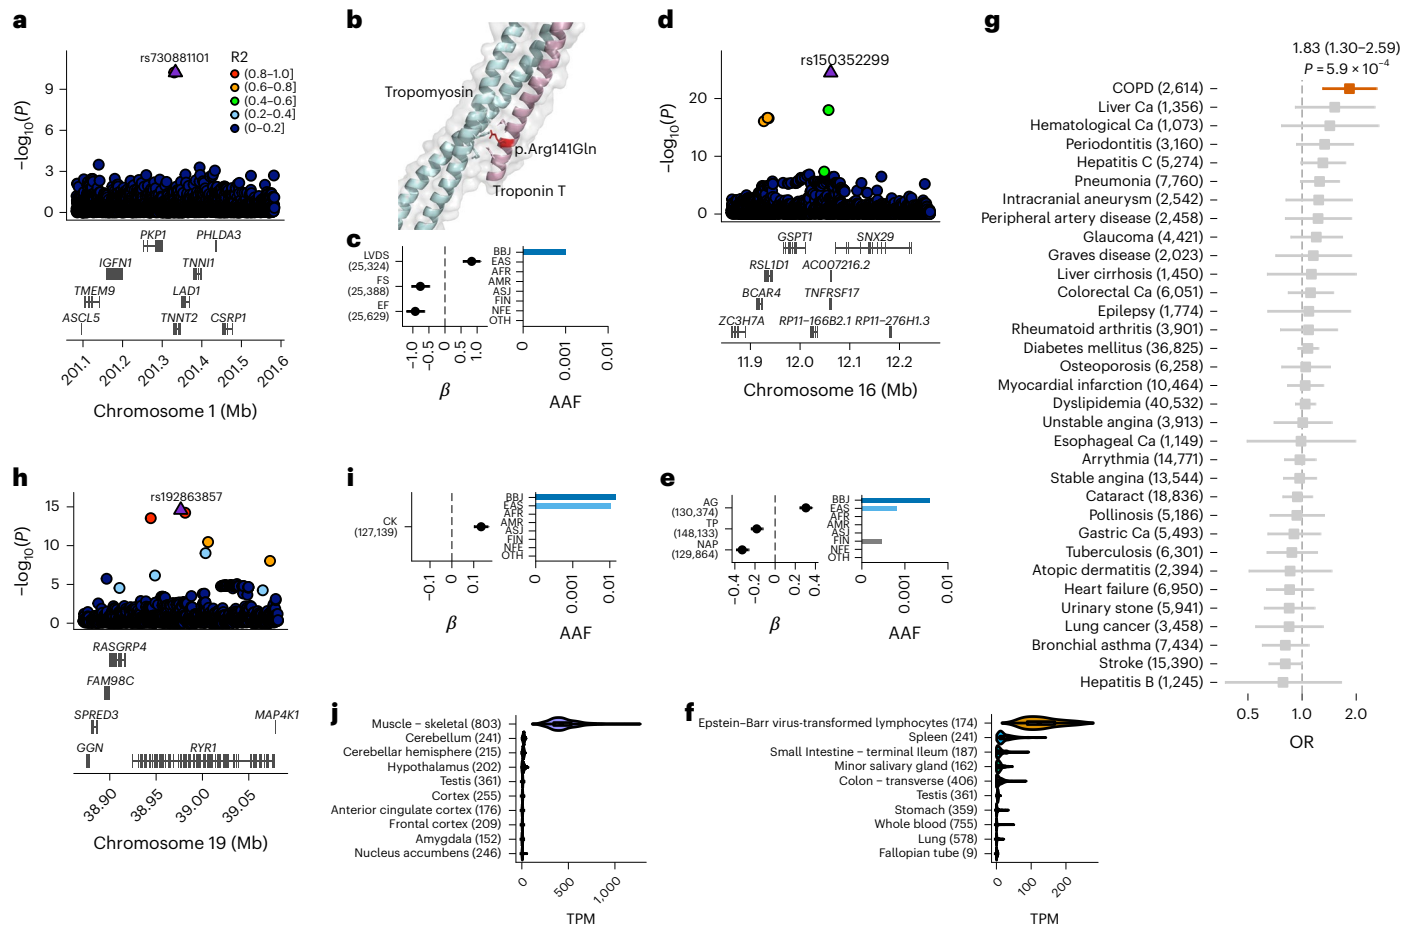 a
rs730881101
R2
(0.8–1.0]
(0.6–0.8]
(0.4–0.6]
(0.2–0.4]
(0–0.2]
−log10(P)
9
6
3
0
PKP1
PHLDA3
IGFN1
TNNI1
TMEM9
LAD1
ASCL5
TNNT2
CSRP1
201.1
201.2
201.3
201.4
201.5
201.6
Chromosome 1 (Mb)
b
Tropomyosin
p.Arg141Gln
Troponin T
c
LVDS
(25,324)
FS
(25,388)
EF
(25,629)
−1.0
−0.5
0
0.5
1.0
β
BBJ
EAS
AFR
AMR
ASJ
FIN
NFE
OTH
0
0.001
0.01
AAF
d
rs150352299
−log10(P)
20
10
0
GSPT1
SNX29
RSL1D1
AC007216.2
BCAR4
TNFRSF17
ZC3H7A
RP11−166B2.1
RP11−276H1.3
11.9
12.0
12.1
12.2
Chromosome 16 (Mb)
g
1.83 (1.30–2.59)
P = 5.9 × 10−4
COPD (2,614)
Liver Ca (1,356)
Hematological Ca (1,073)
Periodontitis (3,160)
Hepatitis C (5,274)
Pneumonia (7,760)
Intracranial aneurysm (2,542)
Peripheral artery disease (2,458)
Glaucoma (4,421)
Graves disease (2,023)
Liver cirrhosis (1,450)
Colorectal Ca (6,051)
Epilepsy (1,774)
Rheumatoid arthritis (3,901)
Diabetes mellitus (36,825)
Osteoporosis (6,258)
Myocardial infarction (10,464)
Dyslipidemia (40,532)
Unstable angina (3,913)
Esophageal Ca (1,149)
Arrythmia (14,771)
Stable angina (13,544)
Cataract (18,836)
Pollinosis (5,186)
Gastric Ca (5,493)
Tuberculosis (6,301)
Atopic dermatitis (2,394)
Heart failure (6,950)
Urinary stone (5,941)
Lung cancer (3,458)
Bronchial asthma (7,434)
Stroke (15,390)
Hepatitis B (1,245)
0.5
1.0
2.0
OR
h
rs192863857
−log10(P)
15
10
5
0
RASGRP4
FAM98C
SPRED3
MAP4K1
GGN
RYR1
38.90
38.95
39.00
39.05
Chromosome 19 (Mb)
i
CK
(127,139)
−0.1
0
0.1
β
BBJ
EAS
AFR
AMR
ASJ
FIN
NFE
OTH
0
0.001
0.01
AAF
e
AG
(130,374)
TP
(148,133)
NAP
(129,864)
−0.4
−0.2
0
0.2
0.4
β
BBJ
EAS
AFR
AMR
ASJ
FIN
NFE
OTH
0
0.001
0.01
AAF
j
Muscle − skeletal (803)
Cerebellum (241)
Cerebellar hemisphere (215)
Hypothalamus (202)
Testis (361)
Cortex (255)
Anterior cingulate cortex (176)
Frontal cortex (209)
Amygdala (152)
Nucleus accumbens (246)
0
500
1,000
TPM
f
Epstein−Barr virus-transformed lymphocytes (174)
Spleen (241)
Small Intestine − terminal Ileum (187)
Minor salivary gland (162)
Colon − transverse (406)
Testis (361)
Stomach (359)
Whole blood (755)
Lung (578)
Fallopian tube (9)
0
100
200
TPM